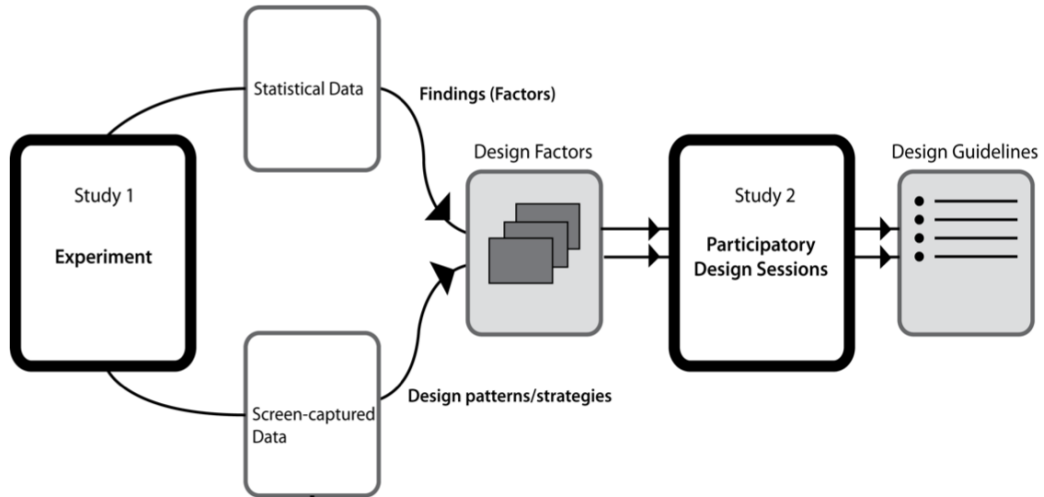 Study 1
Experiment
Statistical Data
Findings (Factors)
Screen-captured
Data
Design patterns/strategies
Design Factors
Study 2
Participatory
Design Sessions
Design Guidelines